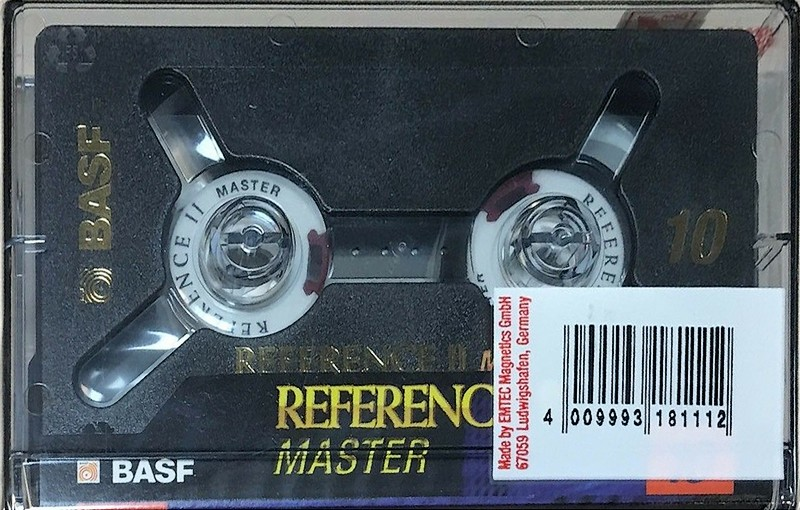 BASF
MASTER
REFERENCE II
REFERE
10
REFERENCE II M
REFERENC
MASTER
BASF
Made by EMTEC Magnetics GmbH
67059 Ludwigshafen, Germany
4 009993 181112